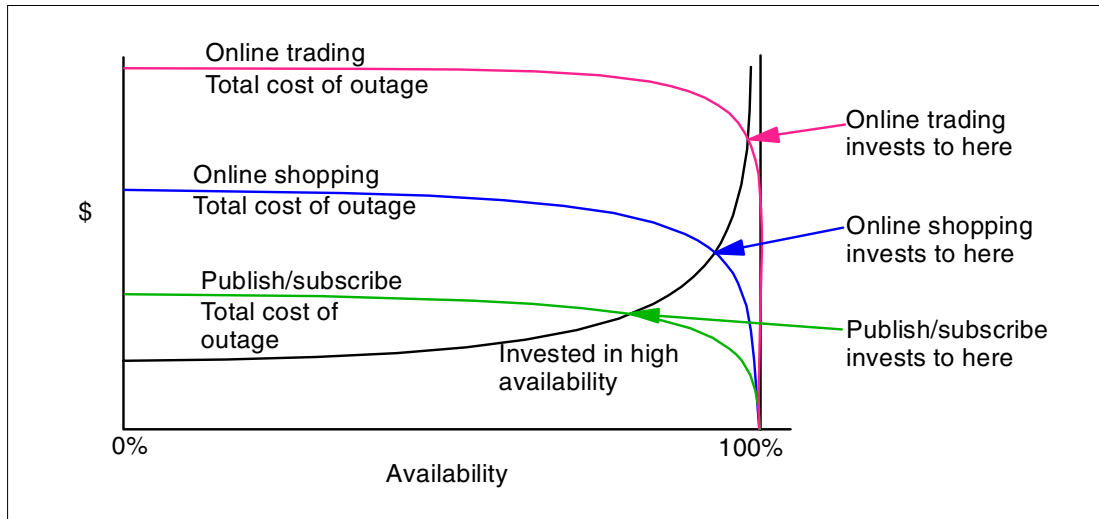 Online trading
Total cost of outage
Online trading
invests to here
Online shopping
Total cost of outage
$
Online shopping
invests to here
Publish/subscribe
Total cost of
outage
Publish/subscribe
invests to here
Invested in high
availability
0%
100%
Availability